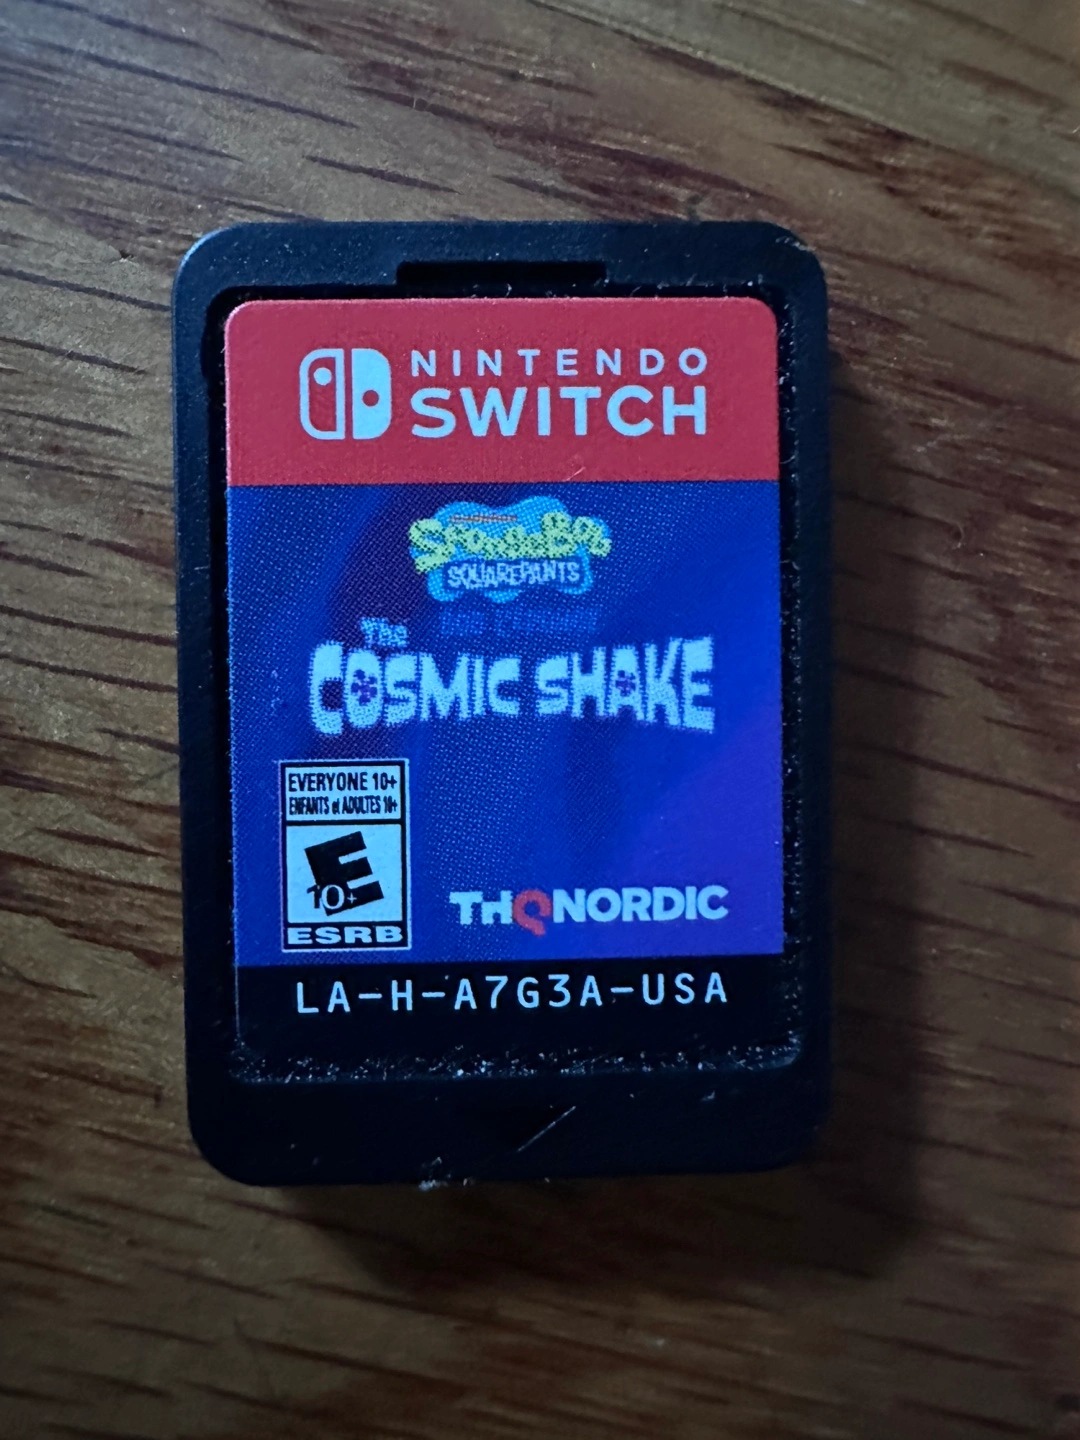 NINTENDO
SWITCH
SPONGEBOB
SQUAREPANTS
The
COSMIC SHAKE
EVERYONE 10+
ENFANTS et ADULTES 10+
E
10+
ESRB
THQNORDIC
LA-H-A7G3A-USA